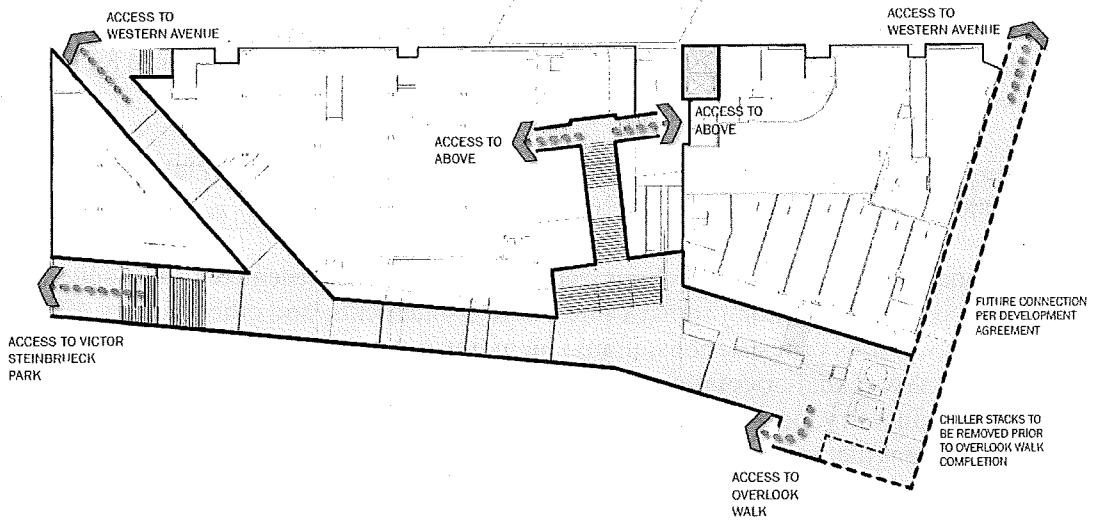 ACCESS TO
WESTERN AVENUE
ACCESS TO
WESTERN AVENUE
ACCESS TO
ABOVE
ACCESS TO
ABOVE
FUTURE CONNECTION
PER DEVELOPMENT
AGREEMENT
ACCESS TO VICTOR
STEINBRUECK
PARK
CHILLER STACKS TO
BE REMOVED PRIOR
TO OVERLOOK WALK
COMPLETION
ACCESS TO
OVERLOOK
WALK